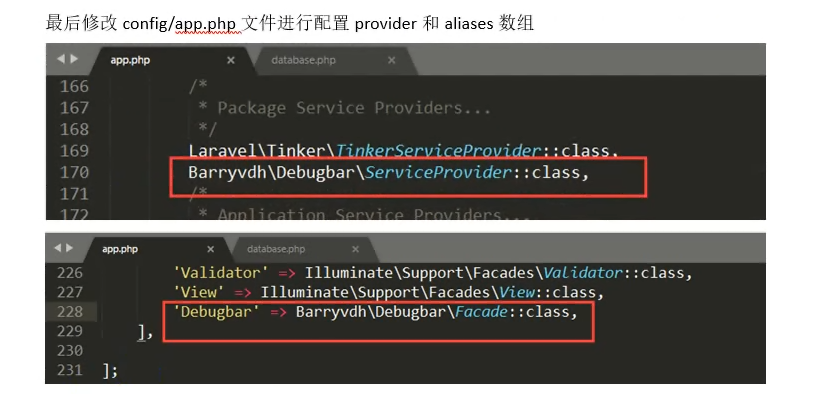 最后修改 config/app.php 文件进行配置 provider 和 aliases 数组
app.php × database.php ×
166 /*
167 * Package Service Providers...
168 */
169 Laravel\Tinker\TinkerServiceProvider::class,
170 Barryvdh\Debugbar\ServiceProvider::class,
171 /*
172 * Application Service Providers...
app.php × database.php ×
226 'Validator' => Illuminate\Support\Facades\Validator::class,
227 'View' => Illuminate\Support\Facades\View::class,
228 'Debugbar' => Barryvdh\Debugbar\Facade::class,
229 ],
230
231 ];